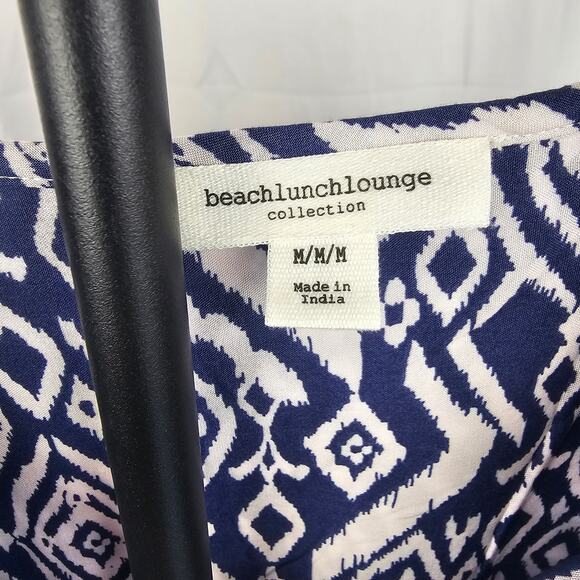 beachlunchlounge
collection
M/M/M
Made in
India